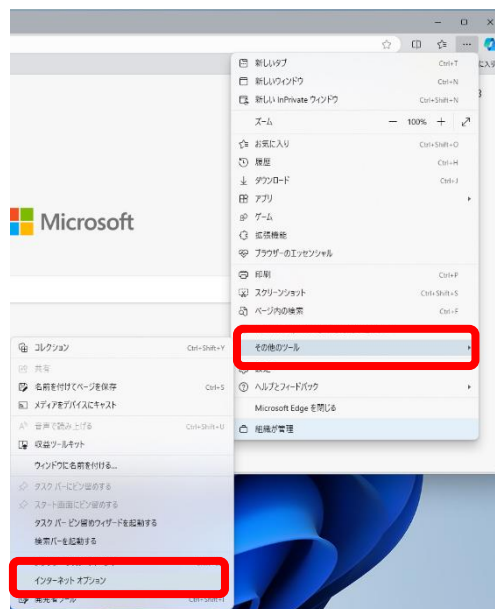 新しいタブ Ctrl+T
新しいウィンドウ Ctrl+N
新しい InPrivate ウィンドウ Ctrl+Shift+N
ズーム 100%
お気に入り Ctrl+Shift+O
履歴 Ctrl+H
ダウンロード Ctrl+J
アプリ
ゲーム
拡張機能
ブラウザーのエッセンシャル
印刷 Ctrl+P
スクリーンショット Ctrl+Shift+S
ページ内の検索 Ctrl+F
その他のツール
ヘルプとフィードバック
Microsoft Edge を閉じる
組織が管理
Microsoft
コレクション Ctrl+Shift+Y
共有
名前を付けてページを保存 Ctrl+S
メディアをデバイスにキャスト
音声で読み上げる Ctrl+Shift+U
収益ツールキット
ウィンドウに名前を付ける...
タスク バーにピン留めする
スタート画面にピン留めする
タスク バー ピン留めウィザードを起動する
検索バーを起動する
インターネット オプション
発者ツール Ctrl+Shift+I